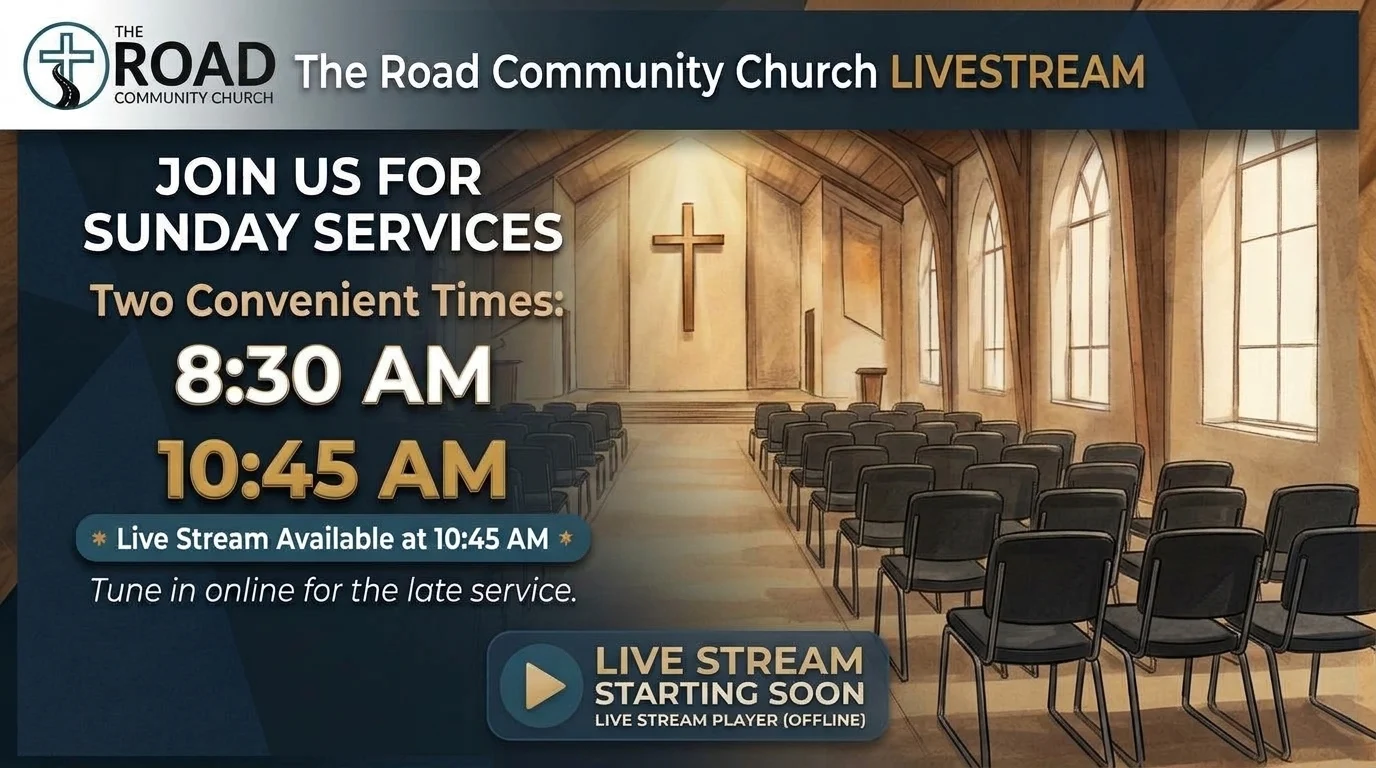 THE
ROAD
COMMUNITY CHURCH
The Road Community Church LIVESTREAM
JOIN US FOR
SUNDAY SERVICES
Two Convenient Times:
8:30 AM
10:45 AM
* Live Stream Available at 10:45 AM *
Tune in online for the late service.
LIVE STREAM
STARTING SOON
LIVE STREAM PLAYER (OFFLINE)